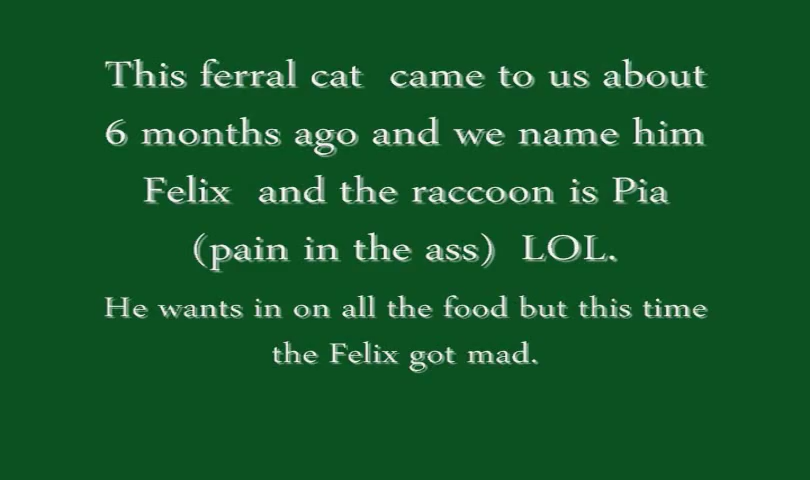 This ferral cat  came to us about
6 months ago and we name him
Felix  and the raccoon is Pia
(pain in the ass)  LOL.
He wants in on all the food but this time
the Felix got mad.